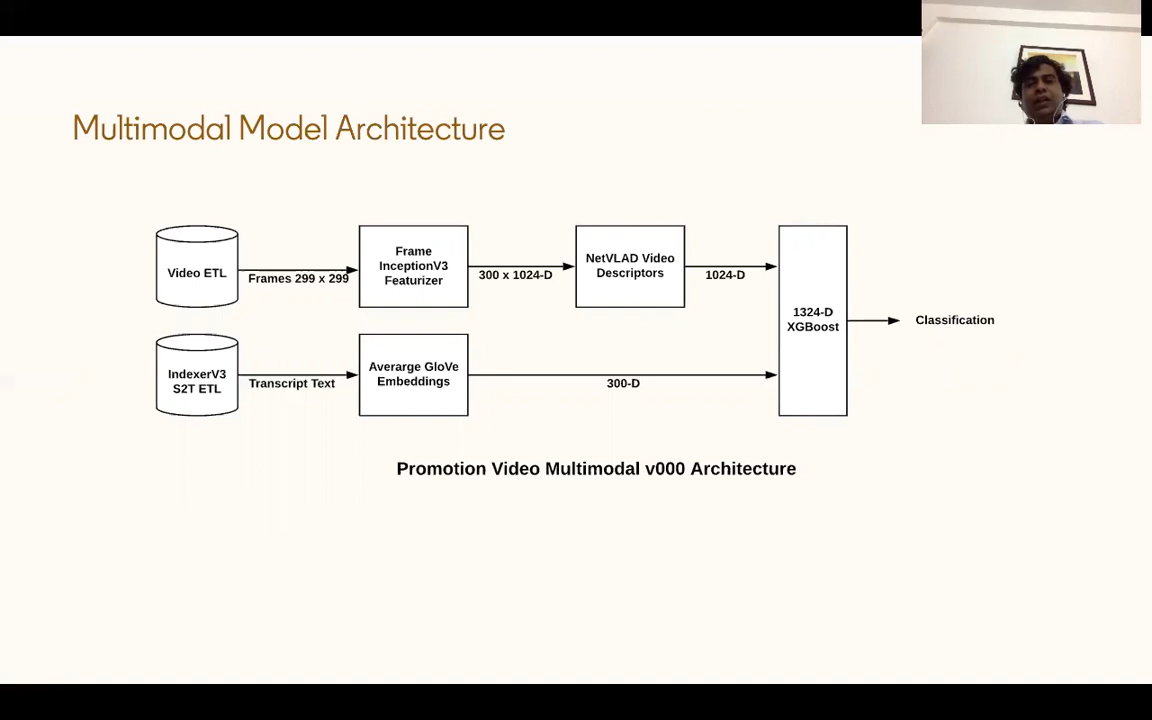 Multimodal Model Architecture
Video ETL
Frames 299 x 299
Frame
InceptionV3
Featurizer
300 x 1024-D
NetVLAD Video
Descriptors
1024-D
1324-D
XGBoost
Classification
IndexerV3
S2T ETL
Transcript Text
Averarge GloVe
Embeddings
300-D
Promotion Video Multimodal v000 Architecture